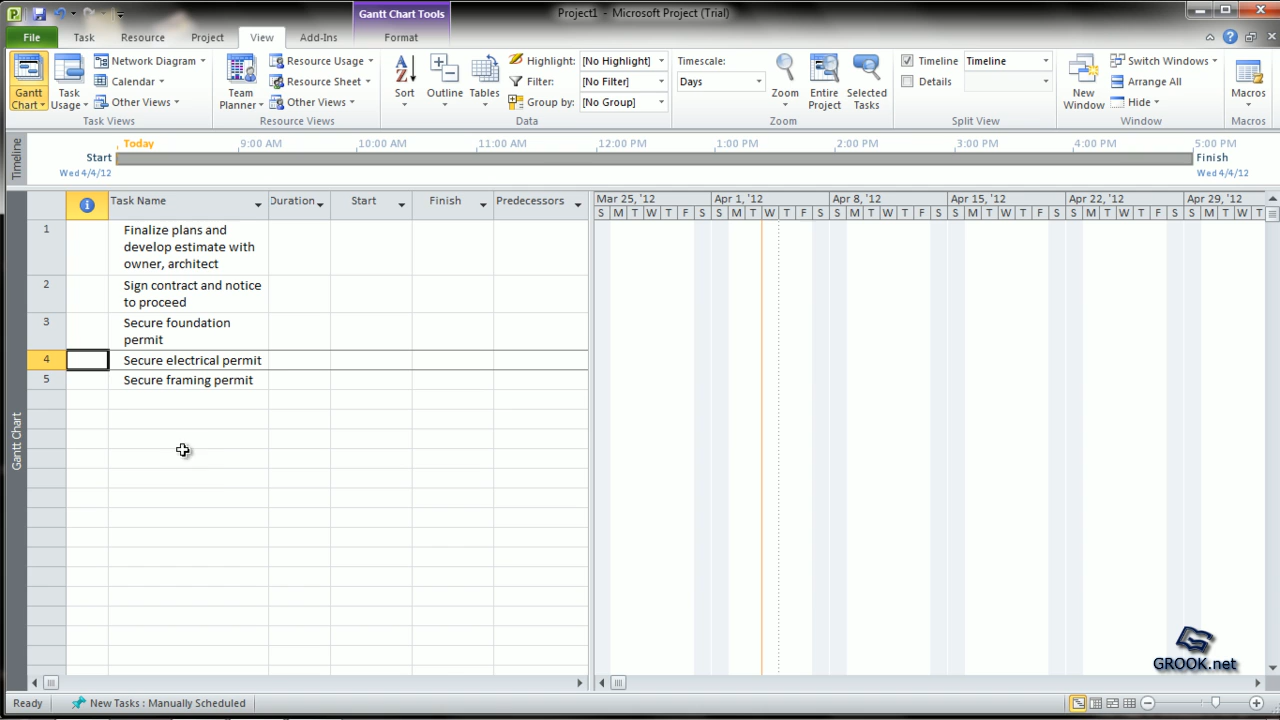 Gantt Chart Tools
Project1 - Microsoft Project (Trial)
File Task Resource Project View Add-Ins Format
Gantt Chart
Task Usage
Network Diagram
Calendar
Other Views
Task Views
Team Planner
Resource Usage
Resource Sheet
Other Views
Resource Views
Sort
Outline
Tables
Highlight: [No Highlight]
Filter: [No Filter]
Group by: [No Group]
Data
Timescale:
Days
Zoom
Entire Project
Selected Tasks
Zoom
Timeline Timeline
Details
Split View
New Window
Switch Windows
Arrange All
Hide
Window
Macros
Macros
Timeline
Today 9:00 AM 10:00 AM 11:00 AM 12:00 PM 1:00 PM 2:00 PM 3:00 PM 4:00 PM 5:00 PM
Start
Wed 4/4/12
Finish
Wed 4/4/12
Gantt Chart
Task Name Duration Start Finish Predecessors
Mar 25, '12 Apr 1, '12 Apr 8, '12 Apr 15, '12 Apr 22, '12 Apr 29, '12
S M T W T F S S M T W T F S S M T W T F S S M T W T F S S M T W T F S S M T W T
1 Finalize plans and
develop estimate with
owner, architect
2 Sign contract and notice
to proceed
3 Secure foundation
permit
4 Secure electrical permit
5 Secure framing permit
GROOK.net
Ready New Tasks : Manually Scheduled